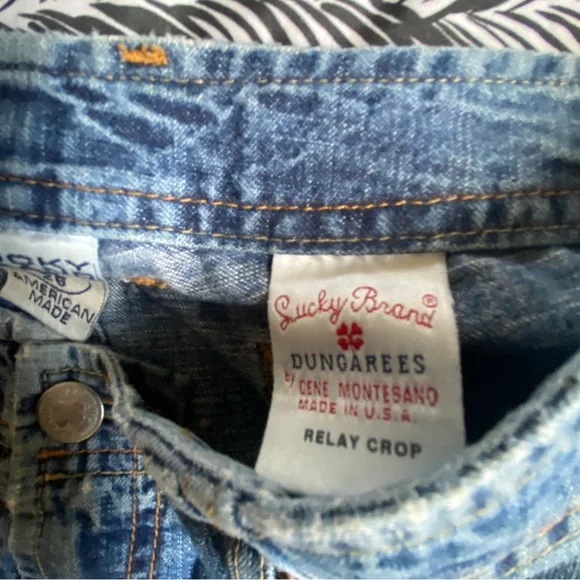 Lucky Brand®
DUNGAREES
by GENE MONTESANO
MADE IN U.S.A.
RELAY CROP
AMERICAN
MADE